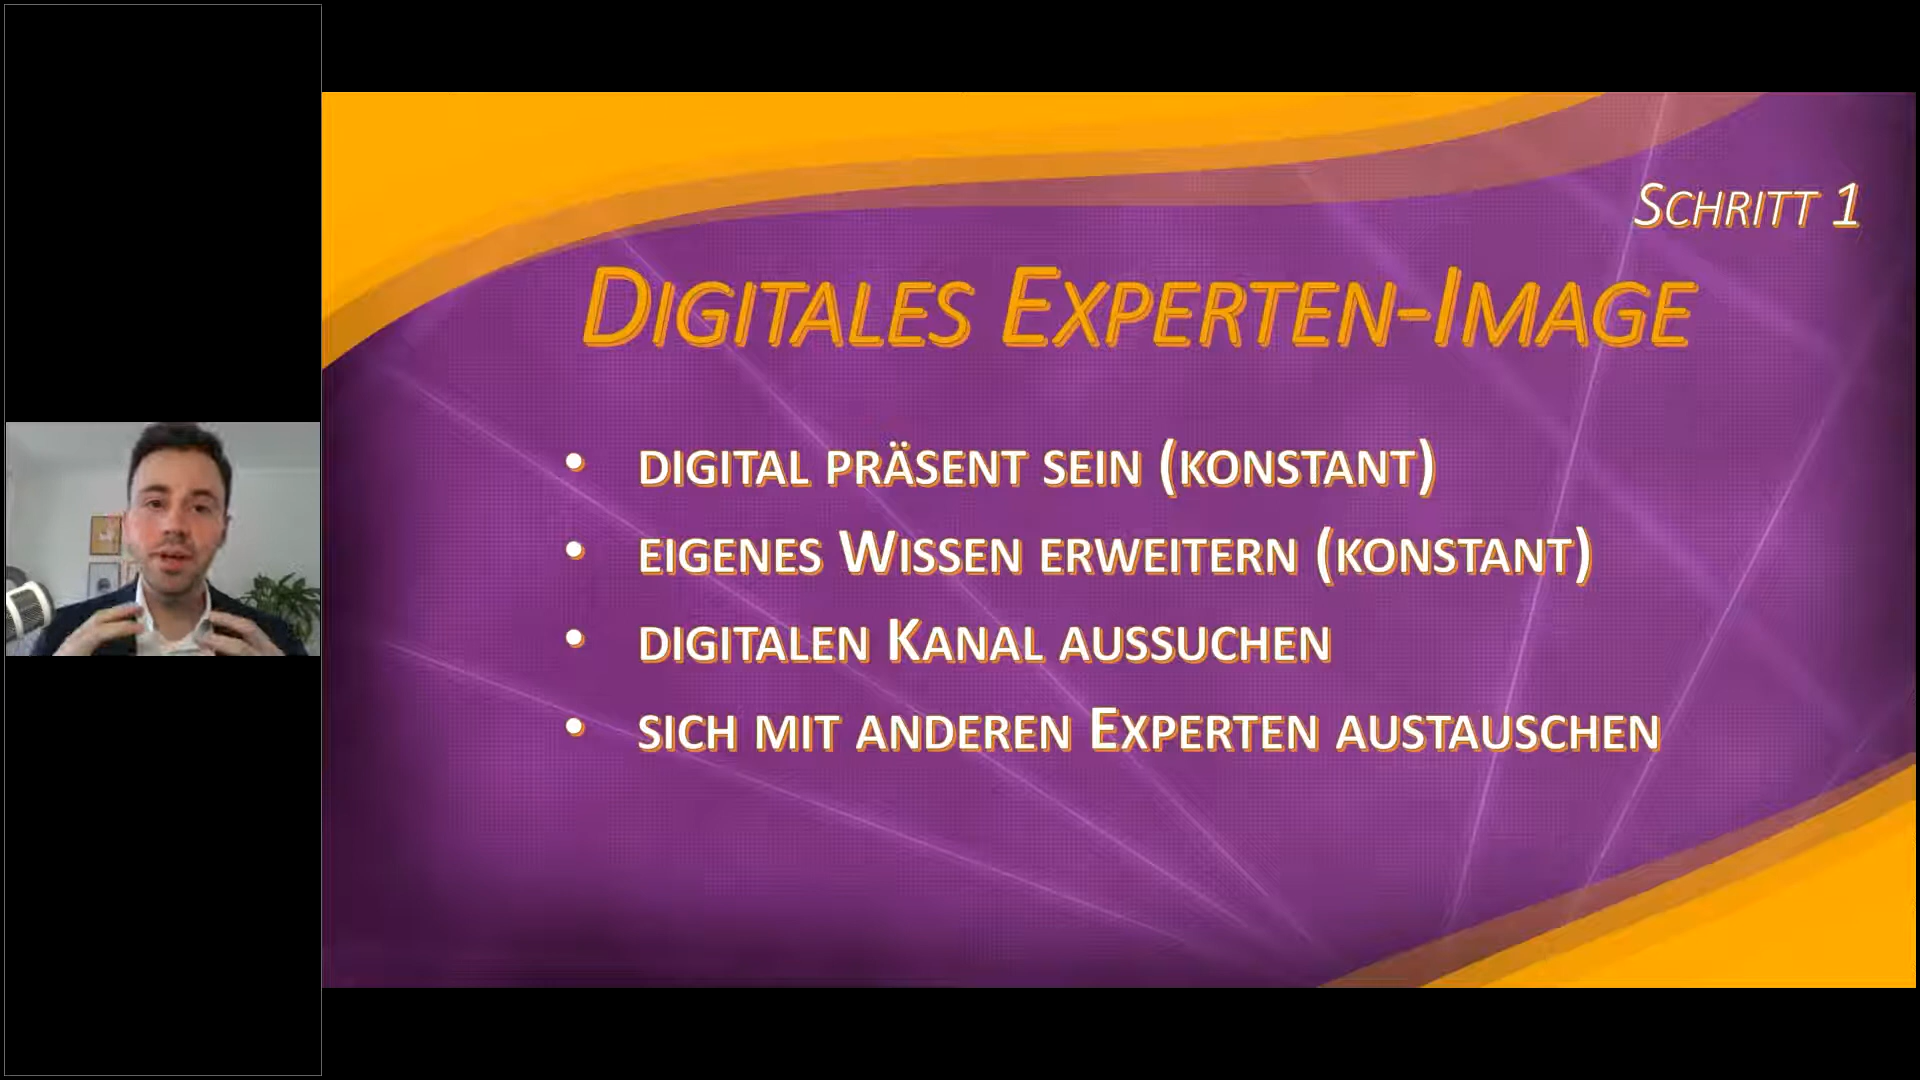 Schritt 1
Digitales Experten-Image
• digital präsent sein (konstant)
• eigenes Wissen erweitern (konstant)
• digitalen Kanal aussuchen
• sich mit anderen Experten austauschen